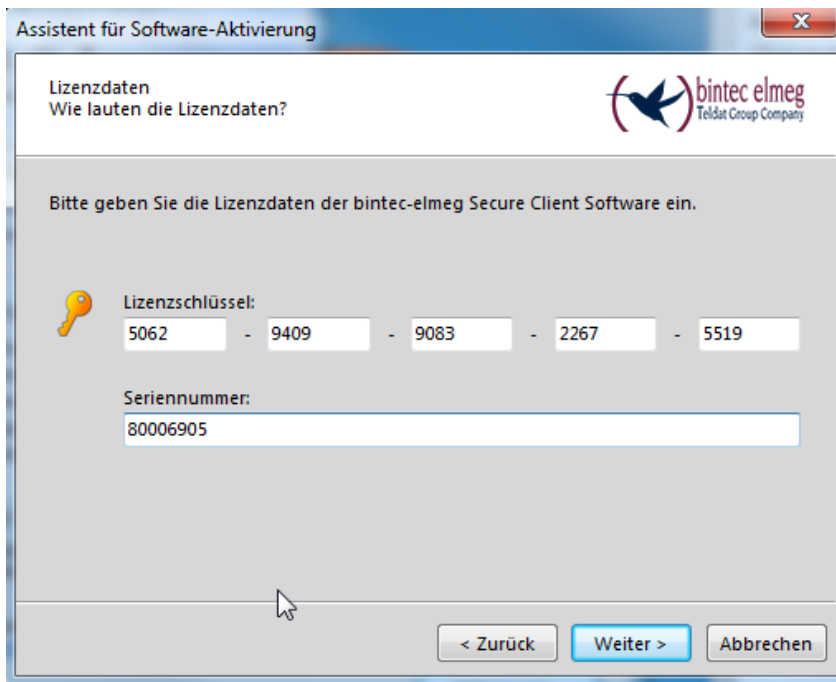 Assistent für Software-Aktivierung
Lizenzdaten
Wie lauten die Lizenzdaten?
bintec elmeg
Teldat Group Company
Bitte geben Sie die Lizenzdaten der bintec-elmeg Secure Client Software ein.
Lizenzschlüssel:
5062 - 9409 - 9083 - 2267 - 5519
Seriennummer:
80006905
< Zurück Weiter > Abbrechen